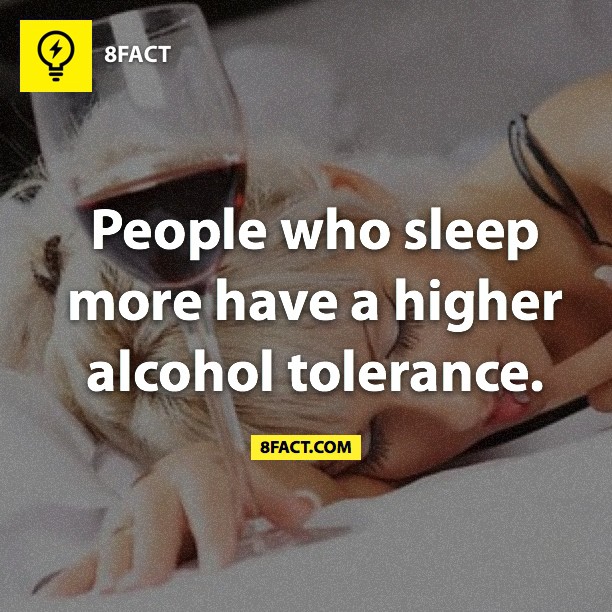 8FACT
People who sleep
more have a higher
alcohol tolerance.
8FACT.COM